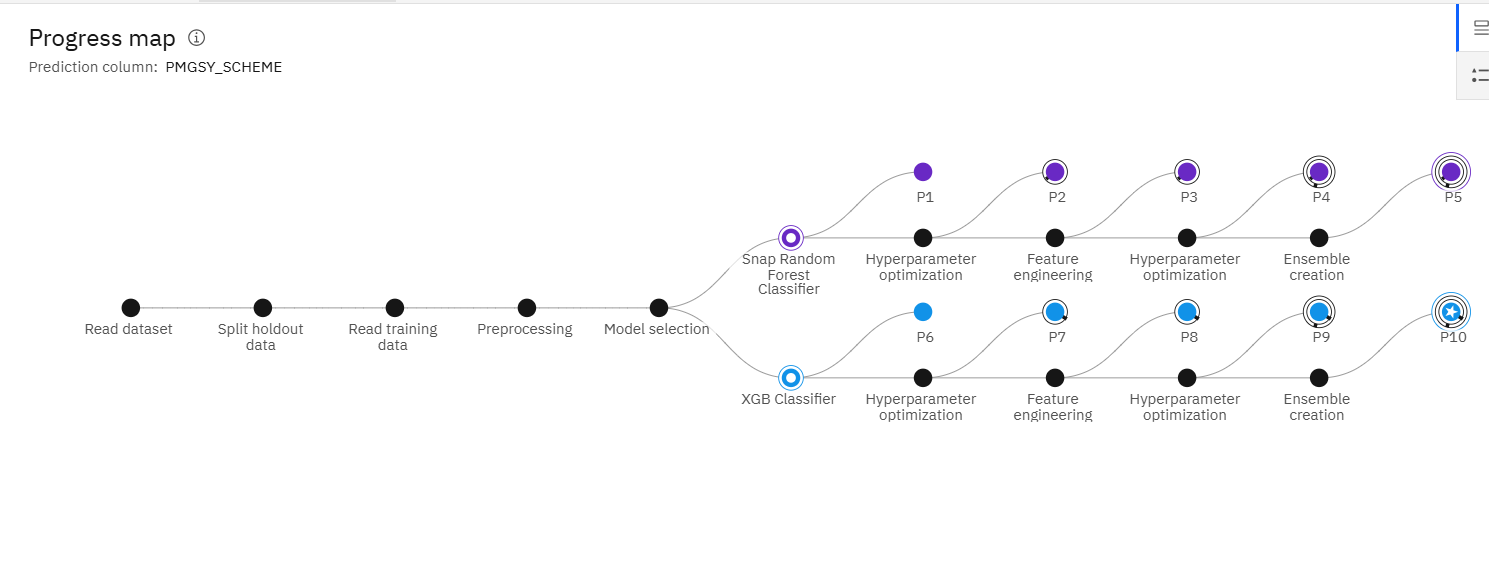 Progress map
Prediction column: PMGSY_SCHEME
P1
P2
P3
P4
P5
Snap Random
Forest
Classifier
Hyperparameter
optimization
Feature
engineering
Hyperparameter
optimization
Ensemble
creation
Read dataset
Split holdout
data
Read training
data
Preprocessing
Model selection
P6
P7
P8
P9
P10
XGB Classifier
Hyperparameter
optimization
Feature
engineering
Hyperparameter
optimization
Ensemble
creation